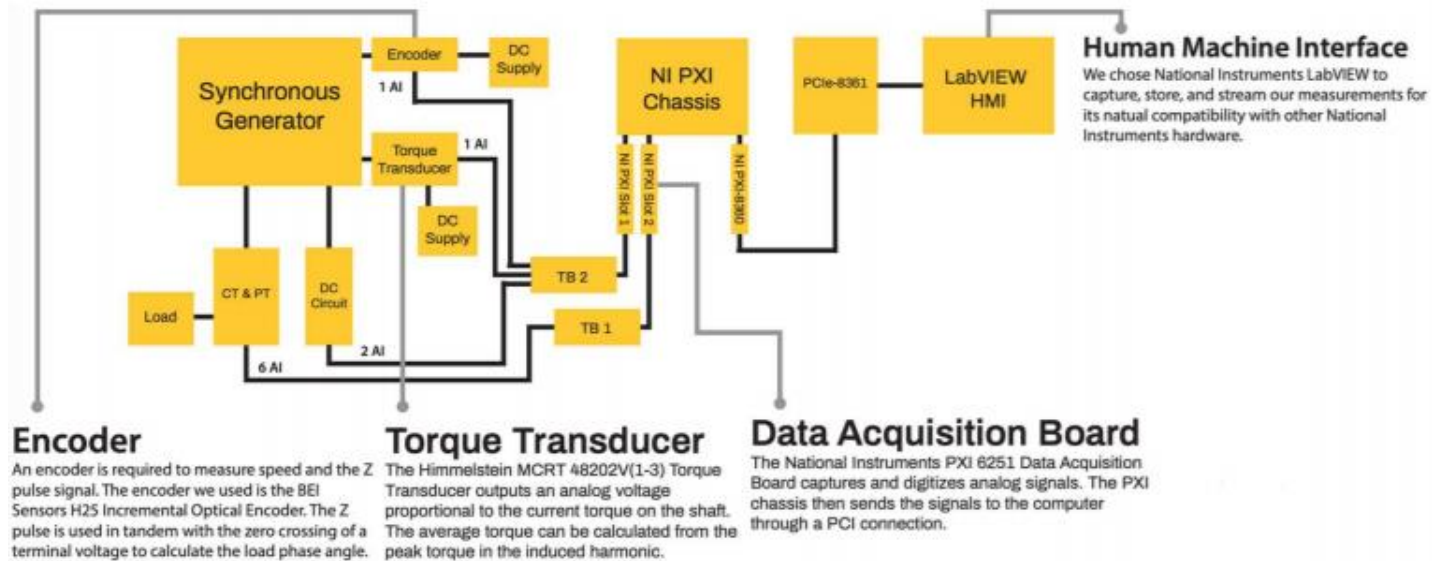 Encoder
DC
Supply
1 AI
Synchronous
Generator
Torque
Transducer
1 AI
DC
Supply
NI PXI
Chassis
NI PXI Slot 1
NI PXI Slot 2
NI PXI-8360
PCIe-8361
LabVIEW
HMI
Human Machine Interface
We chose National Instruments LabVIEW to
capture, store, and stream our measurements for
its natual compatibility with other National
Instruments hardware.
CT & PT
DC
Circuit
Load
TB 2
TB 1
2 AI
6 AI
Encoder
An encoder is required to measure speed and the Z
pulse signal. The encoder we used is the BEI
Sensors H25 Incremental Optical Encoder. The Z
pulse is used in tandem with the zero crossing of a
terminal voltage to calculate the load phase angle.
Torque Transducer
The Himmelstein MCRT 48202V(1-3) Torque
Transducer outputs an analog voltage
proportional to the current torque on the shaft.
The average torque can be calculated from the
peak torque in the induced harmonic.
Data Acquisition Board
The National Instruments PXI 6251 Data Acquisition
Board captures and digitizes analog signals. The PXI
chassis then sends the signals to the computer
through a PCI connection.